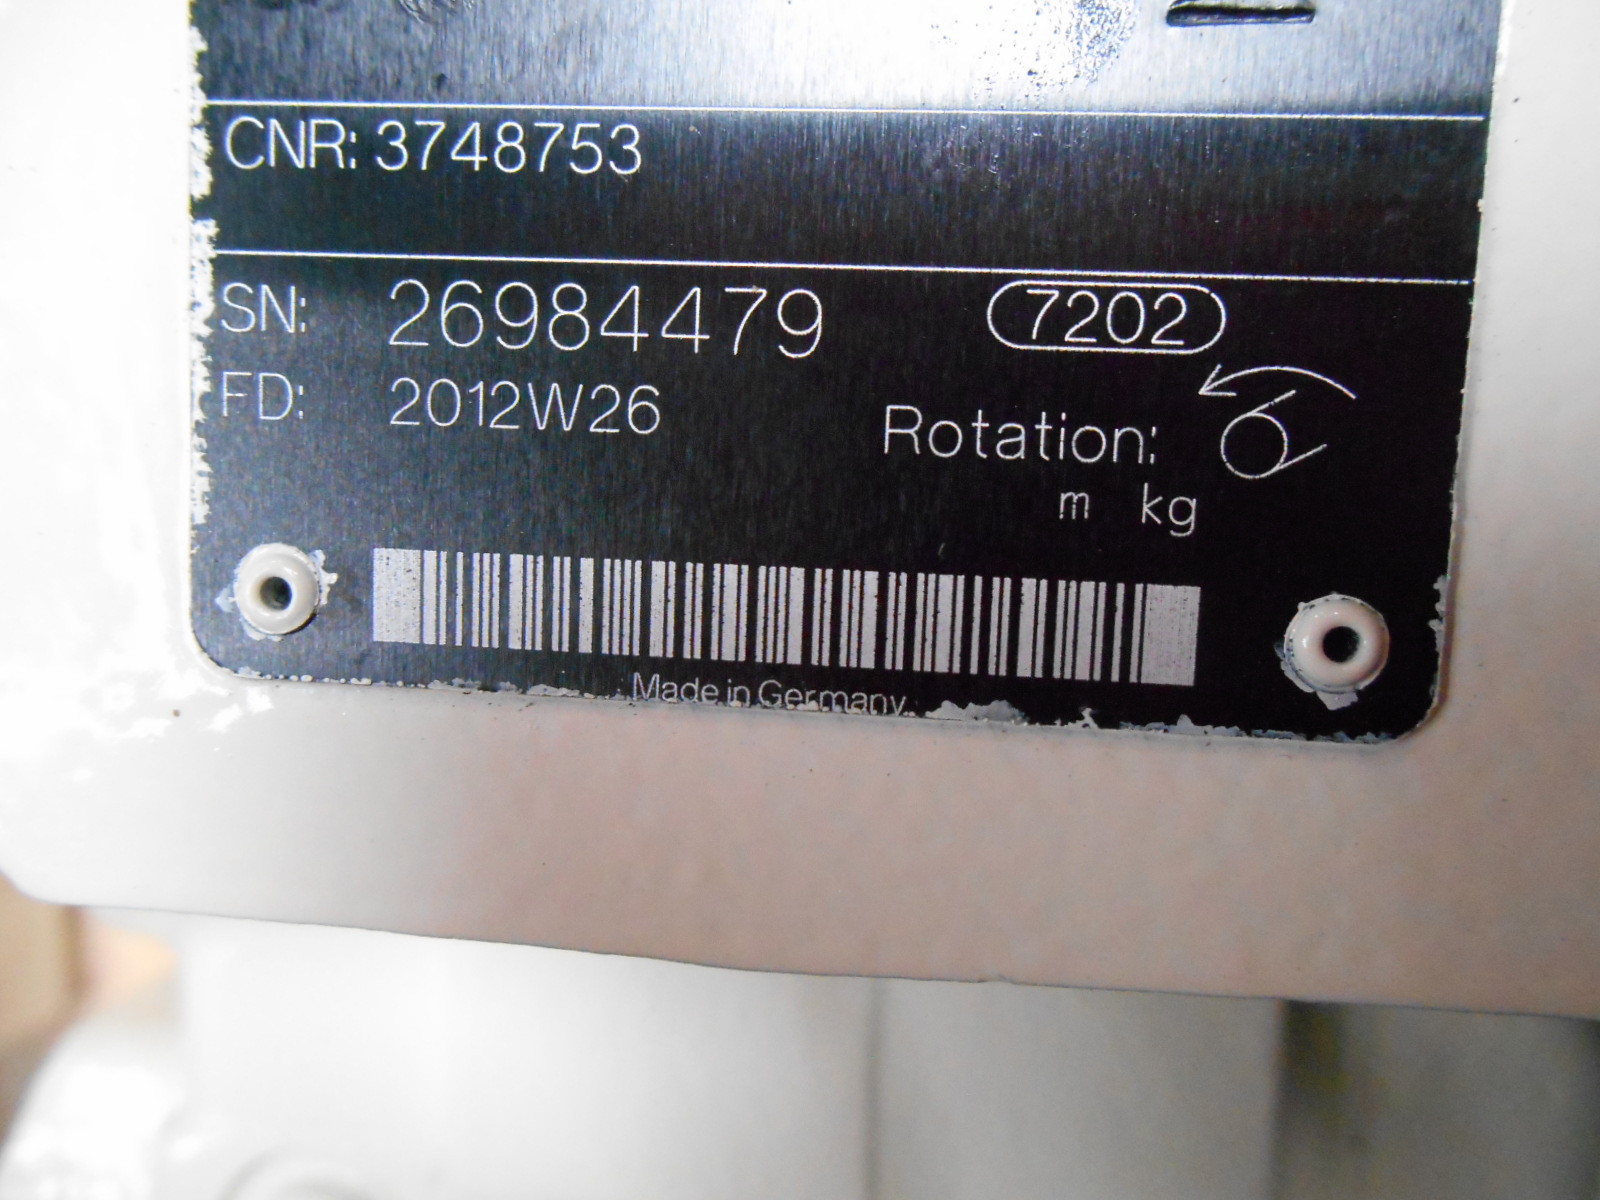 CNR: 3748753
SN: 26984479 7202
FD: 2012W26
Rotation:
m kg
Made in Germany